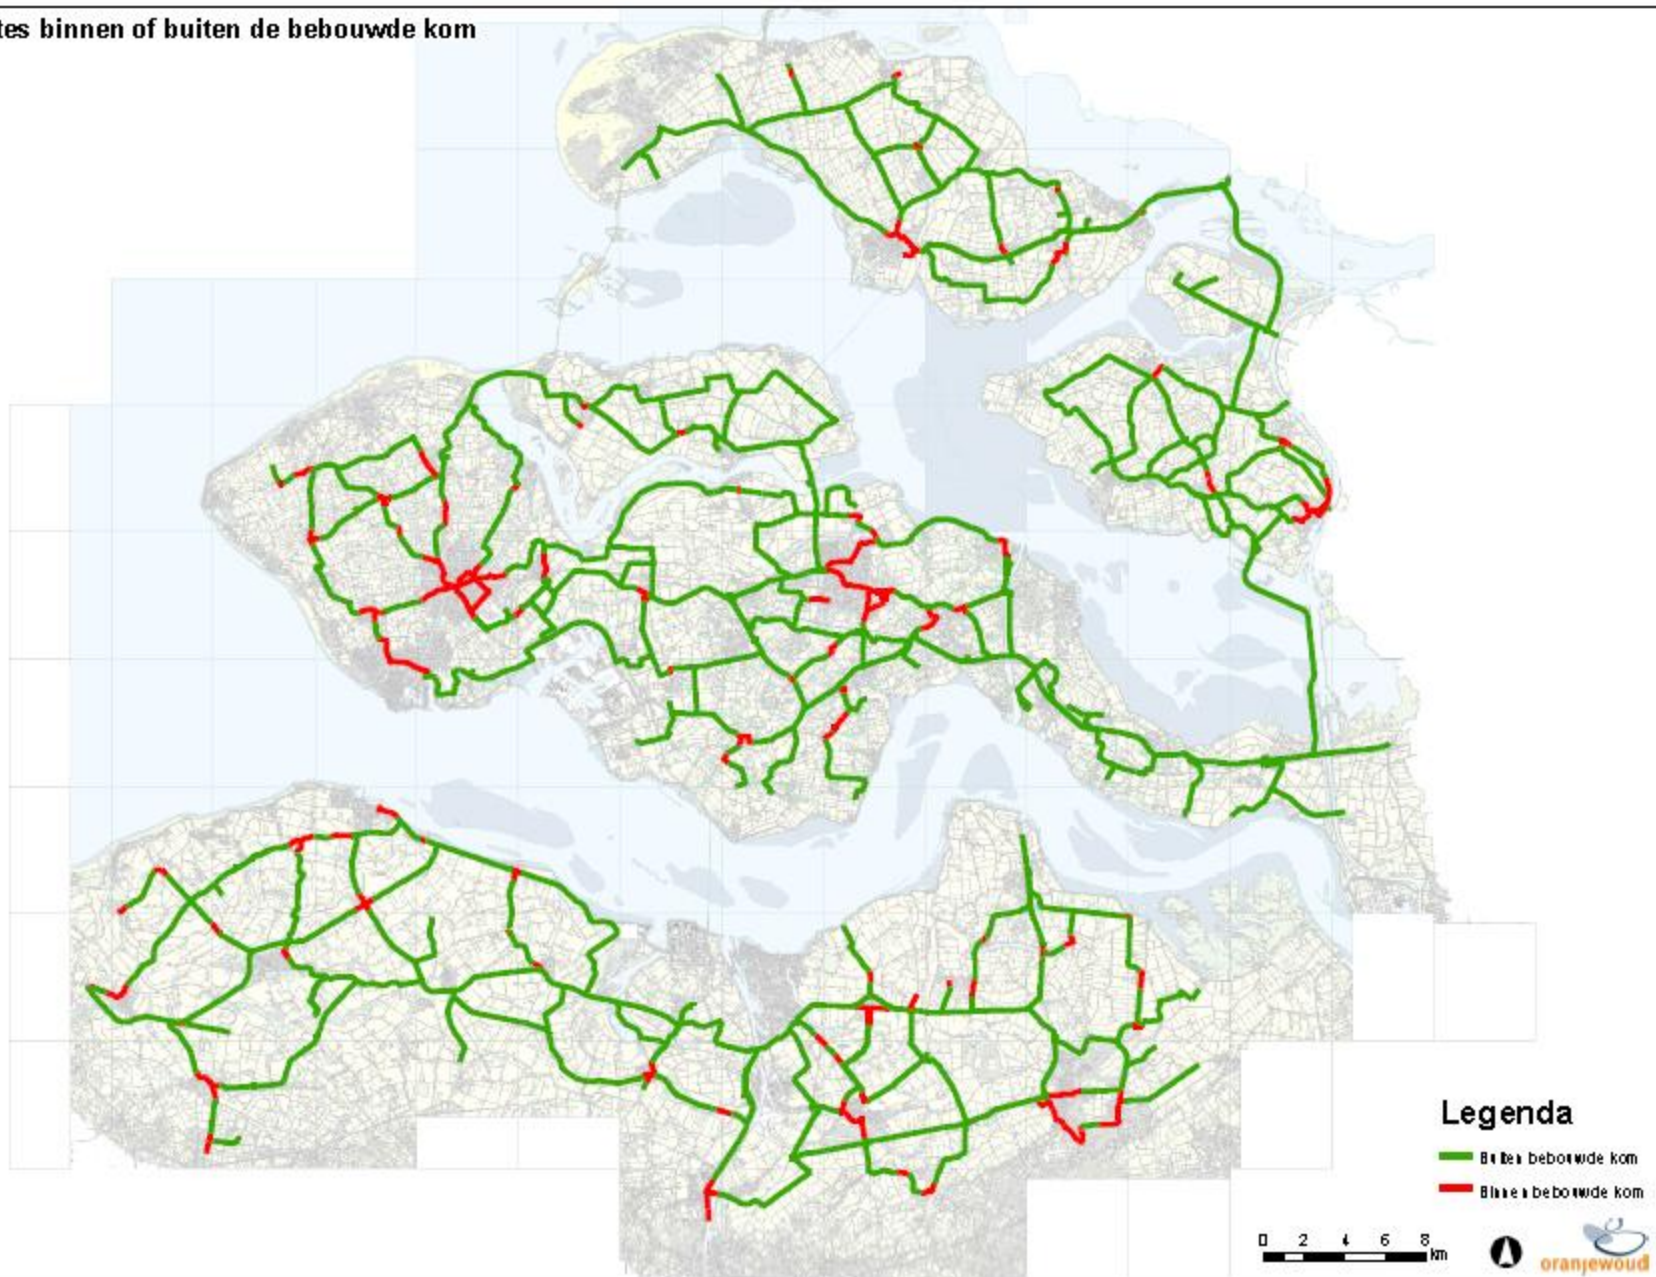 tes binnen of buiten de bebouwde kom
Legenda
Buiten bebouwde kom
Binnen bebouwde kom
0 2 4 6 8
km
oranjewoud